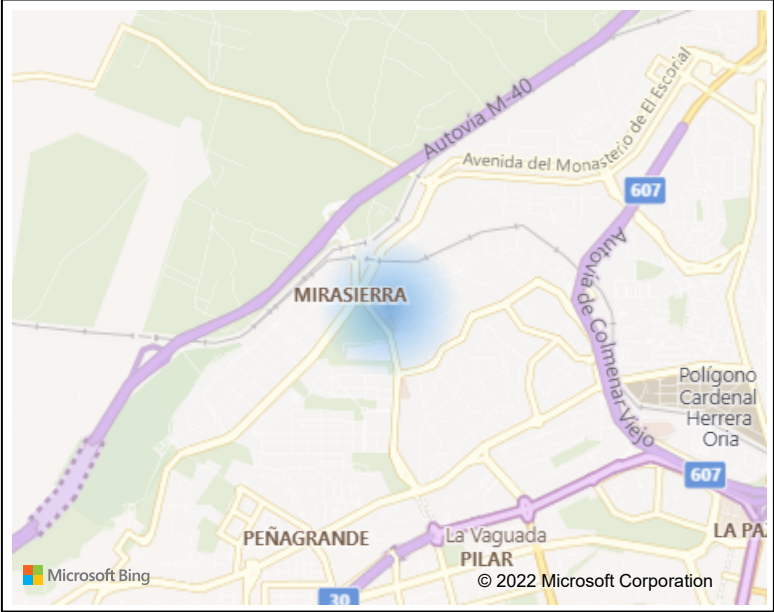 Autovía M-40
Avenida del Monasterio de El Escorial
607
Autovía de Colmenar Viejo
MIRASIERRA
Polígono
Cardenal
Herrera
Oria
607
PEÑAGRANDE
La Vaguada
PILAR
LA PAZ
Microsoft Bing
© 2022 Microsoft Corporation
30